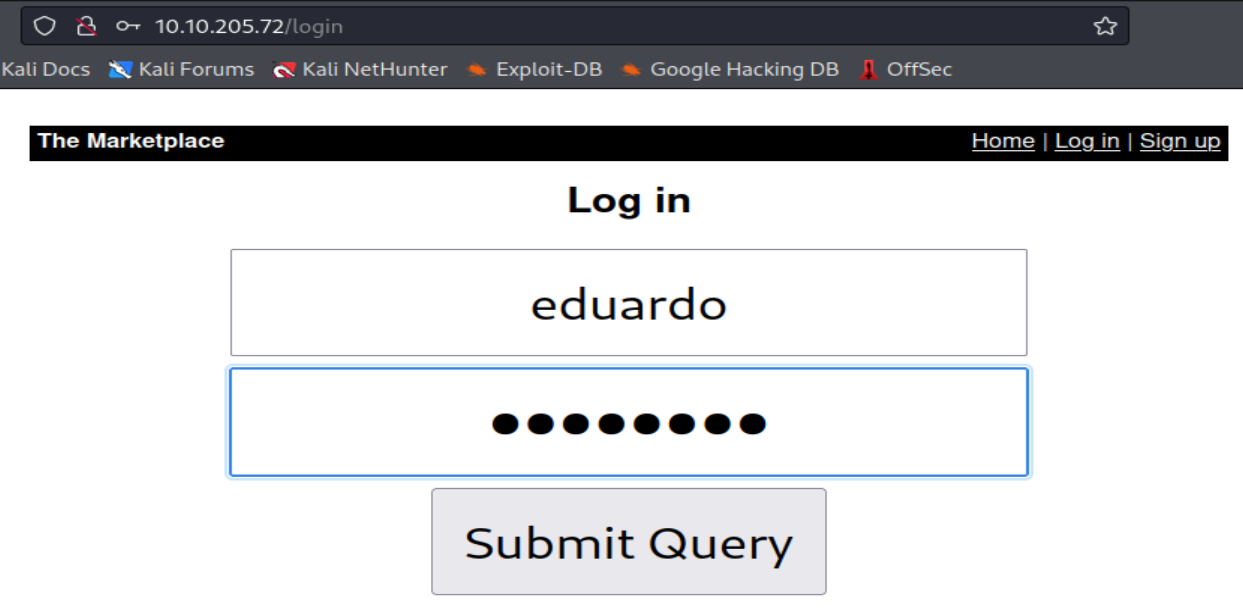 10.10.205.72/login
Kali Docs Kali Forums Kali NetHunter Exploit-DB Google Hacking DB OffSec
The Marketplace Home | Log in | Sign up
Log in
eduardo
••••••••
Submit Query